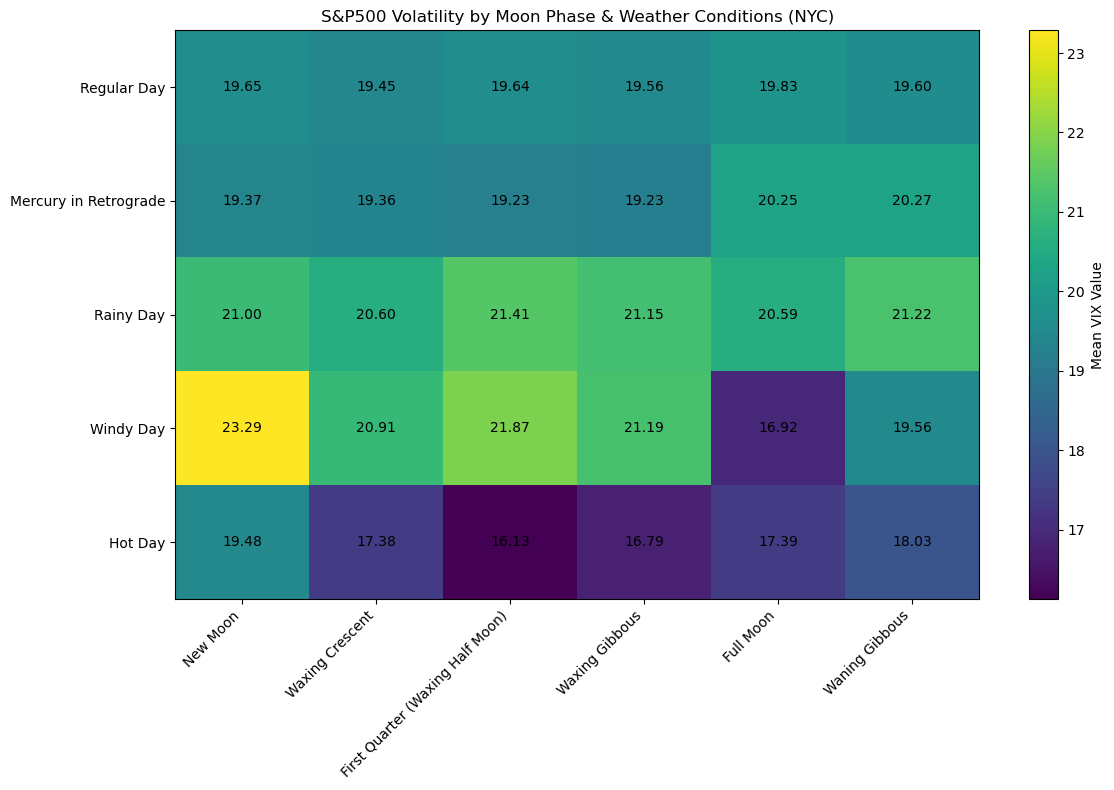 S&P500 Volatility by Moon Phase & Weather Conditions (NYC)
Regular Day 19.65 19.45 19.64 19.56 19.83 19.60
Mercury in Retrograde 19.37 19.36 19.23 19.23 20.25 20.27
Rainy Day 21.00 20.60 21.41 21.15 20.59 21.22
Windy Day 23.29 20.91 21.87 21.19 16.92 19.56
Hot Day 19.48 17.38 16.13 16.79 17.39 18.03
New Moon
Waxing Crescent
First Quarter (Waxing Half Moon)
Waxing Gibbous
Full Moon
Waning Gibbous
23
22
21
20
19
18
17
Mean VIX Value